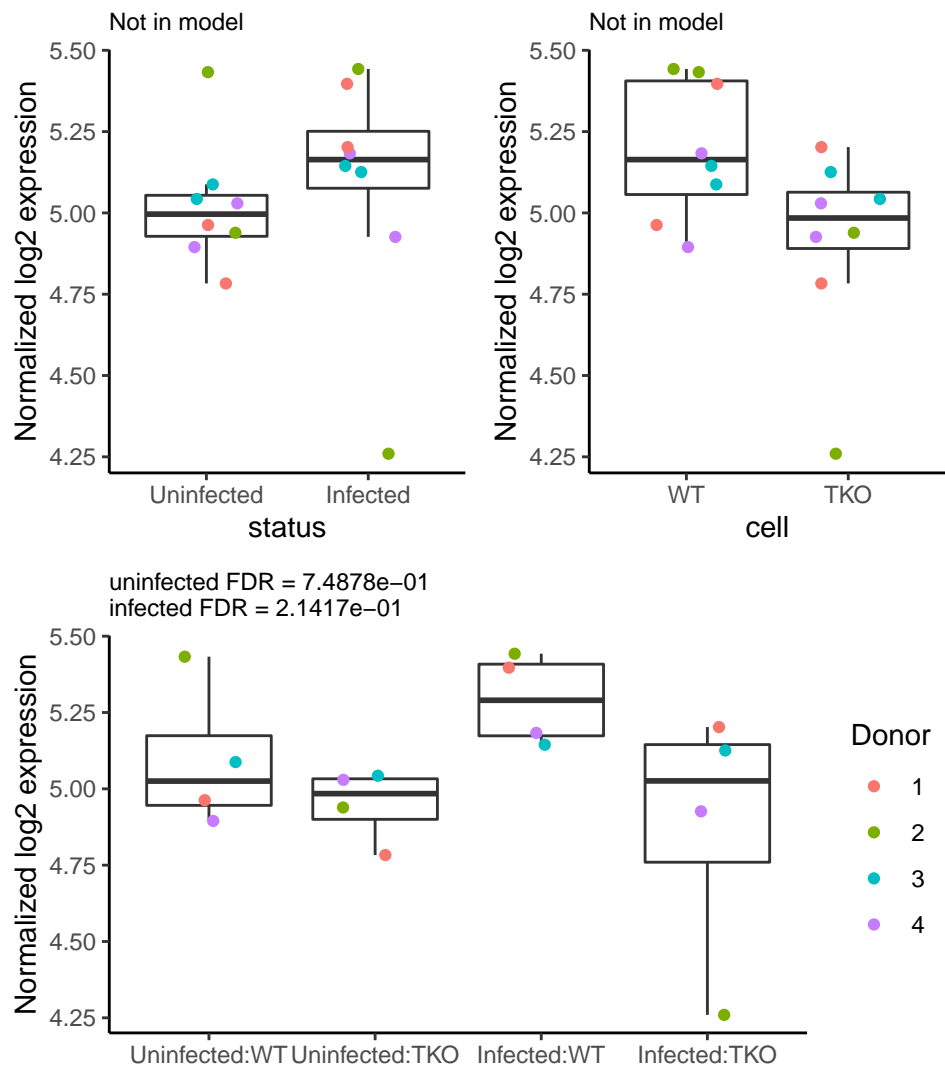 Not in model
Normalized log2 expression
5.50
5.25
5.00
4.75
4.50
4.25
Uninfected Infected
status
Not in model
Normalized log2 expression
5.50
5.25
5.00
4.75
4.50
4.25
WT TKO
cell
uninfected FDR = 7.4878e−01
infected FDR = 2.1417e−01
Normalized log2 expression
5.50
5.25
5.00
4.75
4.50
4.25
Uninfected:WT Uninfected:TKO Infected:WT Infected:TKO
Donor
1
2
3
4